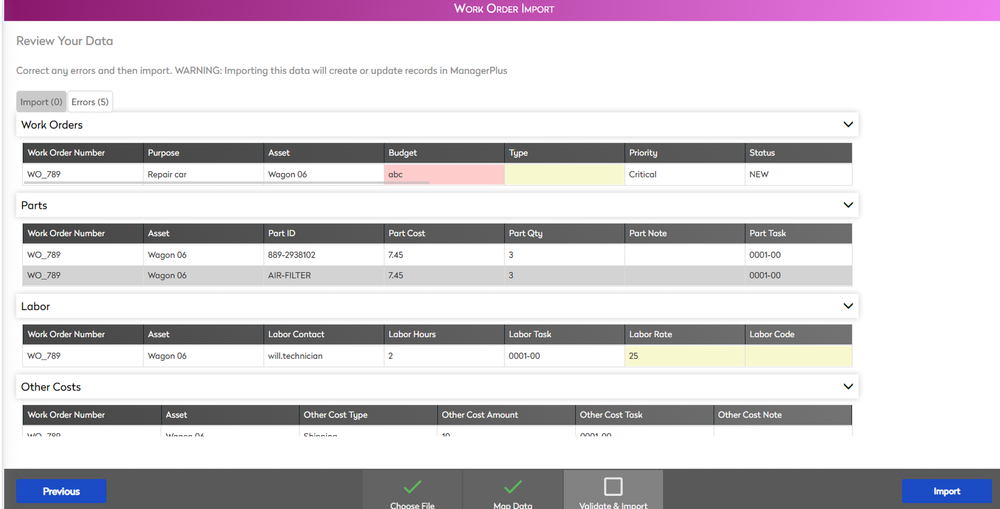 Work Order Import
Review Your Data
Correct any errors and then import. WARNING: Importing this data will create or update records in ManagerPlus
Import (0) Errors (5)
Work Orders
Work Order Number Purpose Asset Budget Type Priority Status
WO_789 Repair car Wagon 06 abc Critical NEW
Parts
Work Order Number Asset Part ID Part Cost Part Qty Part Note Part Task
WO_789 Wagon 06 889-2938102 7.45 3 0001-00
WO_789 Wagon 06 AIR-FILTER 7.45 3 0001-00
Labor
Work Order Number Asset Labor Contact Labor Hours Labor Task Labor Rate Labor Code
WO_789 Wagon 06 will.technician 2 0001-00 25
Other Costs
Work Order Number Asset Other Cost Type Other Cost Amount Other Cost Task Other Cost Note
WO_789 Wagon 06 Shipping 10 0001-00
Previous Choose File Map Data Validate & Import Import